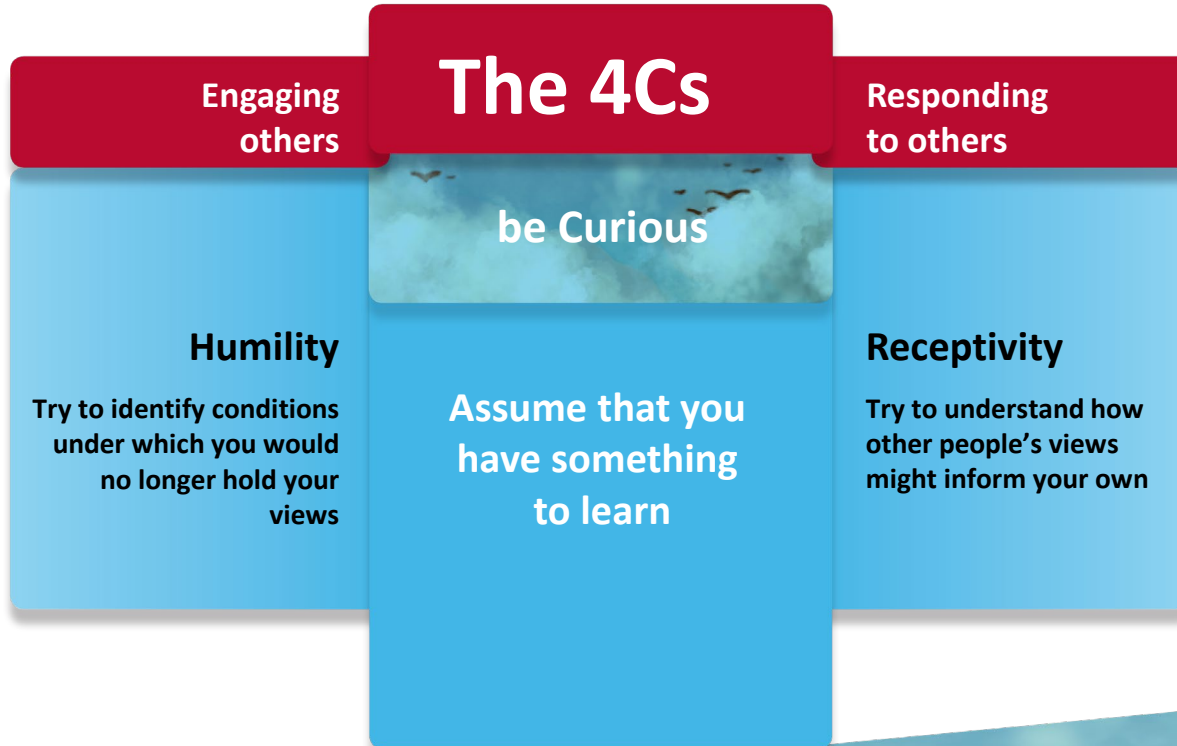 The 4Cs
Engaging
others
Responding
to others
be Curious
Humility
Try to identify conditions
under which you would
no longer hold your
views
Assume that you
have something
to learn
Receptivity
Try to understand how
other people’s views
might inform your own